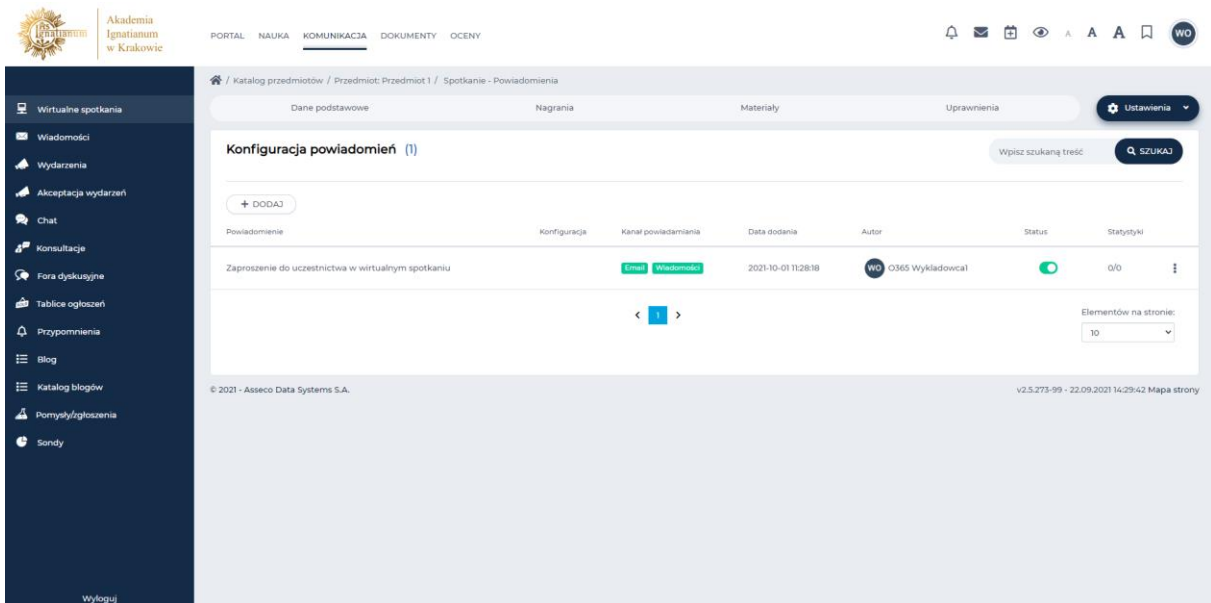 Ignatianum
Akademia
Ignatianum
w Krakowie
PORTAL NAUKA KOMUNIKACJA DOKUMENTY OCENY
A A A
WO
/ Katalog przedmiotów / Przedmiot: Przedmiot 1 / Spotkanie - Powiadomienia
Dane podstawowe Nagrania Materiały Uprawnienia Ustawienia
Wirtualne spotkania
Wiadomości
Wydarzenia
Akceptacja wydarzeń
Chat
Konsultacje
Fora dyskusyjne
Tablice ogłoszeń
Przypomnienia
Blog
Katalog blogów
Pomysły/zgłoszenia
Sondy
Wyloguj
Konfiguracja powiadomień (1)
Wpisz szukaną treść SZUKAJ
+ DODAJ
Powiadomienie Konfiguracja Kanał powiadamiania Data dodania Autor Status Statystyki
Zaproszenie do uczestnictwa w wirtualnym spotkaniu Email Wiadomości 2021-10-01 11:28:18 WO O365 Wykladowca1 0/0
1
Elementów na stronie:
10
© 2021 - Asseco Data Systems S.A. v2.5.273-99 - 22.09.2021 14:29:42 Mapa strony